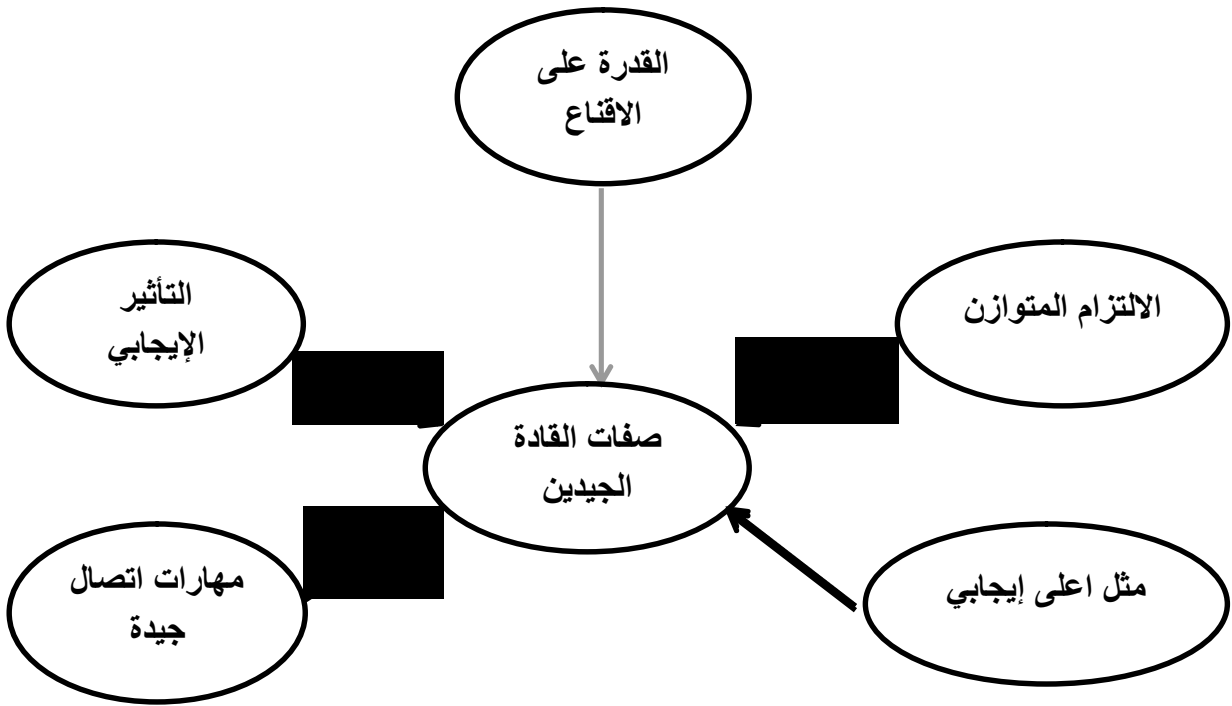 القدرة على
الاقناع
الالتزام المتوازن
التأثير
الإيجابي
صفات القادة
الجيدين
مثل اعلى إيجابي
مهارات اتصال
جيدة